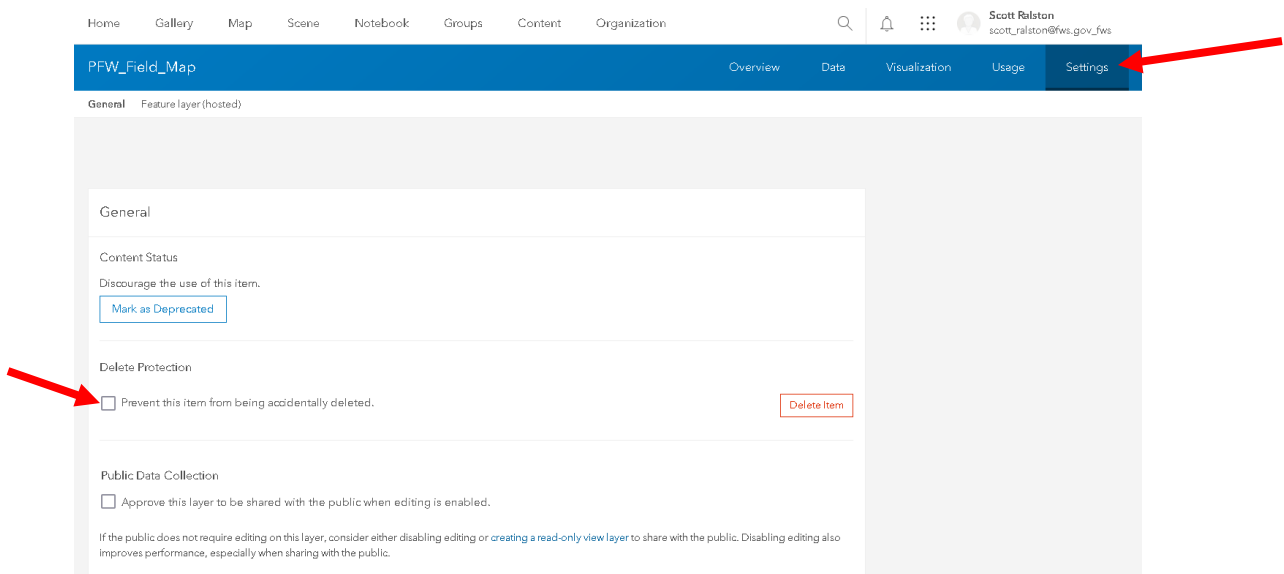 Home Gallery Map Scene Notebook Groups Content Organization Scott Ralston
scott_ralston@fws.gov_fws
PFW_Field_Map Overview Data Visualization Usage Settings
General Feature layer (hosted)
General
Content Status
Discourage the use of this item.
Mark as Deprecated
Delete Protection
Prevent this item from being accidentally deleted. Delete Item
Public Data Collection
Approve this layer to be shared with the public when editing is enabled.
If the public does not require editing on this layer, consider either disabling editing or creating a read-only view layer to share with the public. Disabling editing also
improves performance, especially when sharing with the public.